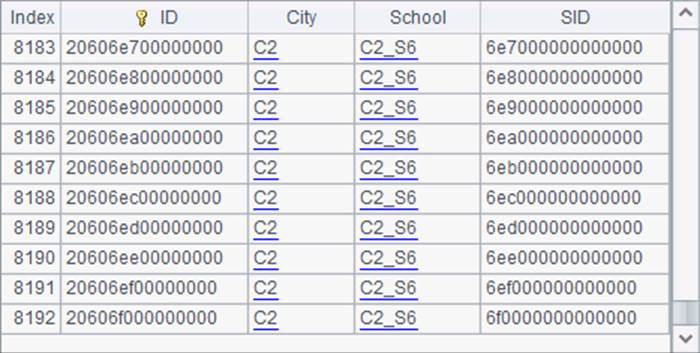 Index ID City School SID
8183 20606e700000000 C2 C2_S6 6e7000000000000
8184 20606e800000000 C2 C2_S6 6e8000000000000
8185 20606e900000000 C2 C2_S6 6e9000000000000
8186 20606ea00000000 C2 C2_S6 6ea000000000000
8187 20606eb00000000 C2 C2_S6 6eb000000000000
8188 20606ec00000000 C2 C2_S6 6ec000000000000
8189 20606ed00000000 C2 C2_S6 6ed000000000000
8190 20606ee00000000 C2 C2_S6 6ee000000000000
8191 20606ef00000000 C2 C2_S6 6ef000000000000
8192 20606f000000000 C2 C2_S6 6f0000000000000